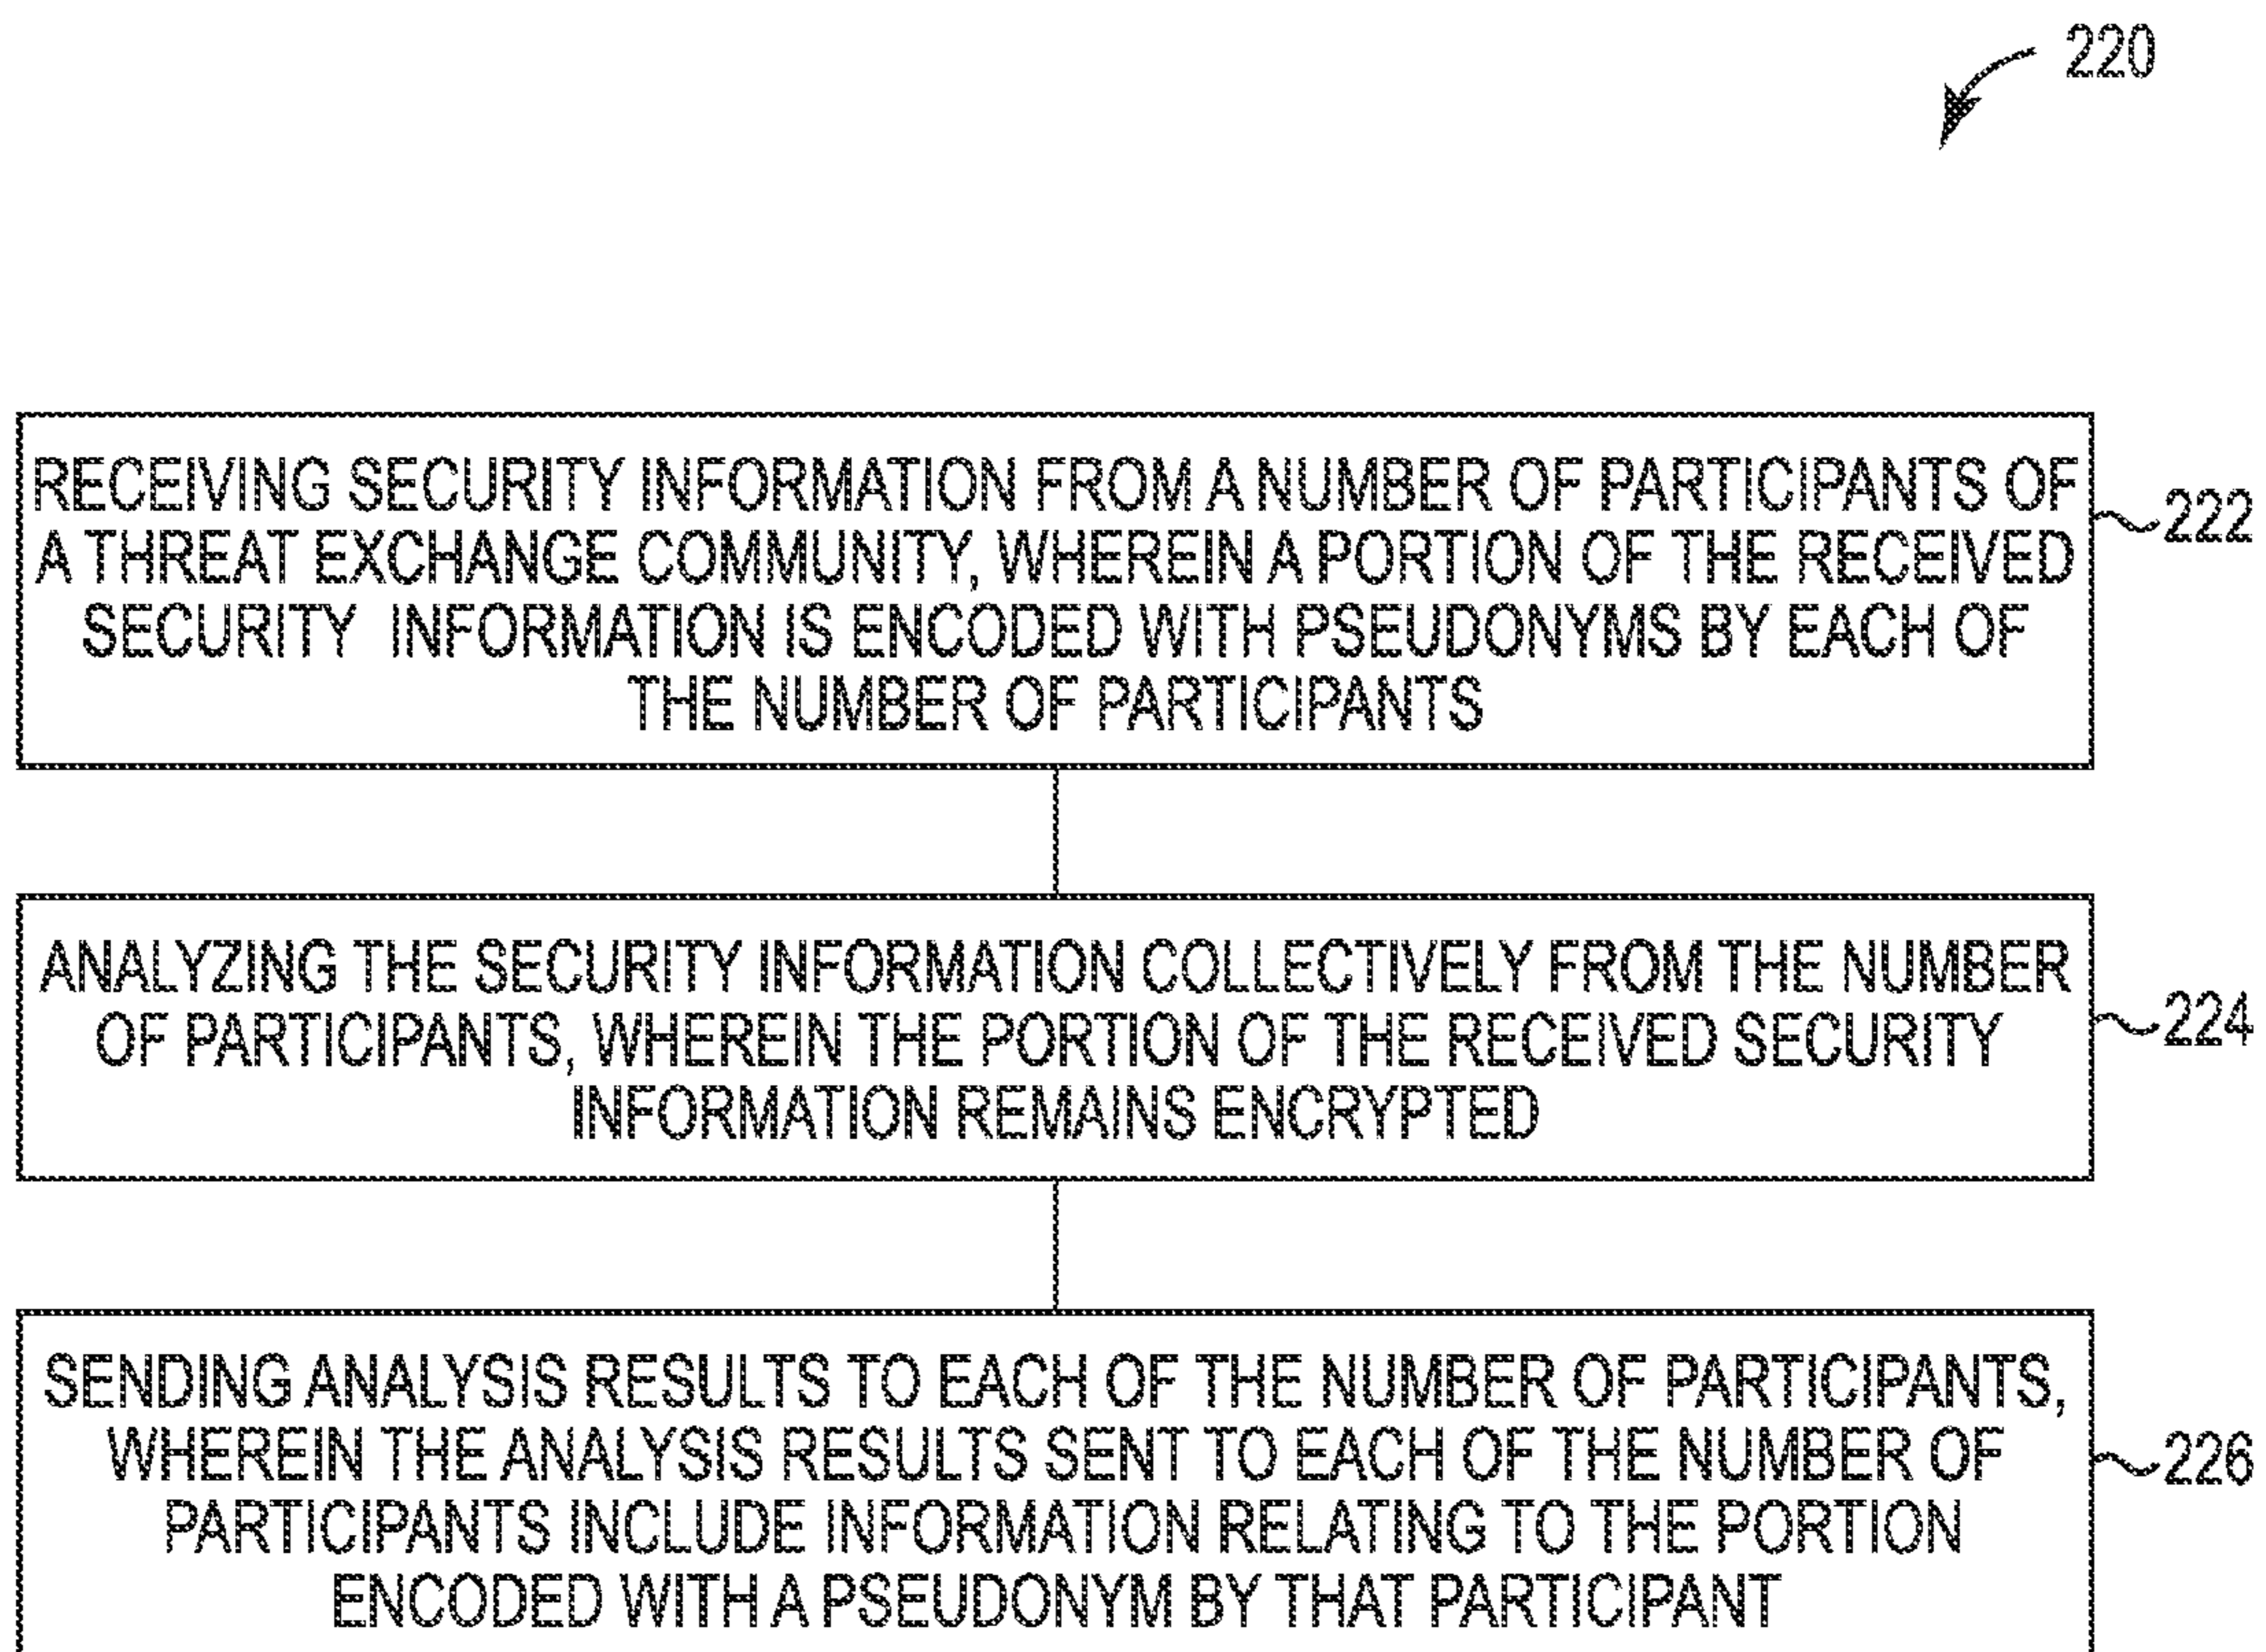 220
RECEIVING SECURITY INFORMATION FROM A NUMBER OF PARTICIPANTS OF
A THREAT EXCHANGE COMMUNITY, WHEREIN A PORTION OF THE RECEIVED
SECURITY INFORMATION IS ENCODED WITH PSEUDONYMS BY EACH OF
THE NUMBER OF PARTICIPANTS
222
ANALYZING THE SECURITY INFORMATION COLLECTIVELY FROM THE NUMBER
OF PARTICIPANTS, WHEREIN THE PORTION OF THE RECEIVED SECURITY
INFORMATION REMAINS ENCRYPTED
224
SENDING ANALYSIS RESULTS TO EACH OF THE NUMBER OF PARTICIPANTS,
WHEREIN THE ANALYSIS RESULTS SENT TO EACH OF THE NUMBER OF
PARTICIPANTS INCLUDE INFORMATION RELATING TO THE PORTION
ENCODED WITH A PSEUDONYM BY THAT PARTICIPANT
226